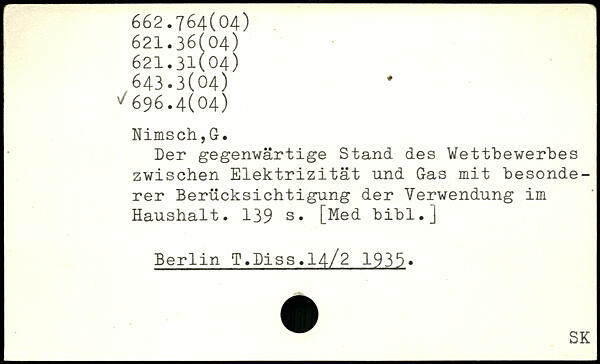 662.764(04)
621.36(04)
621.31(04)
643.3(04)
✓ 696.4(04)
Nimsch,G.
Der gegenwärtige Stand des Wettbewerbes
zwischen Elektrizität und Gas mit besonde-
rer Berücksichtigung der Verwendung im
Haushalt. 139 s. [Med bibl.]
Berlin T.Diss.14/2 1935.
SK